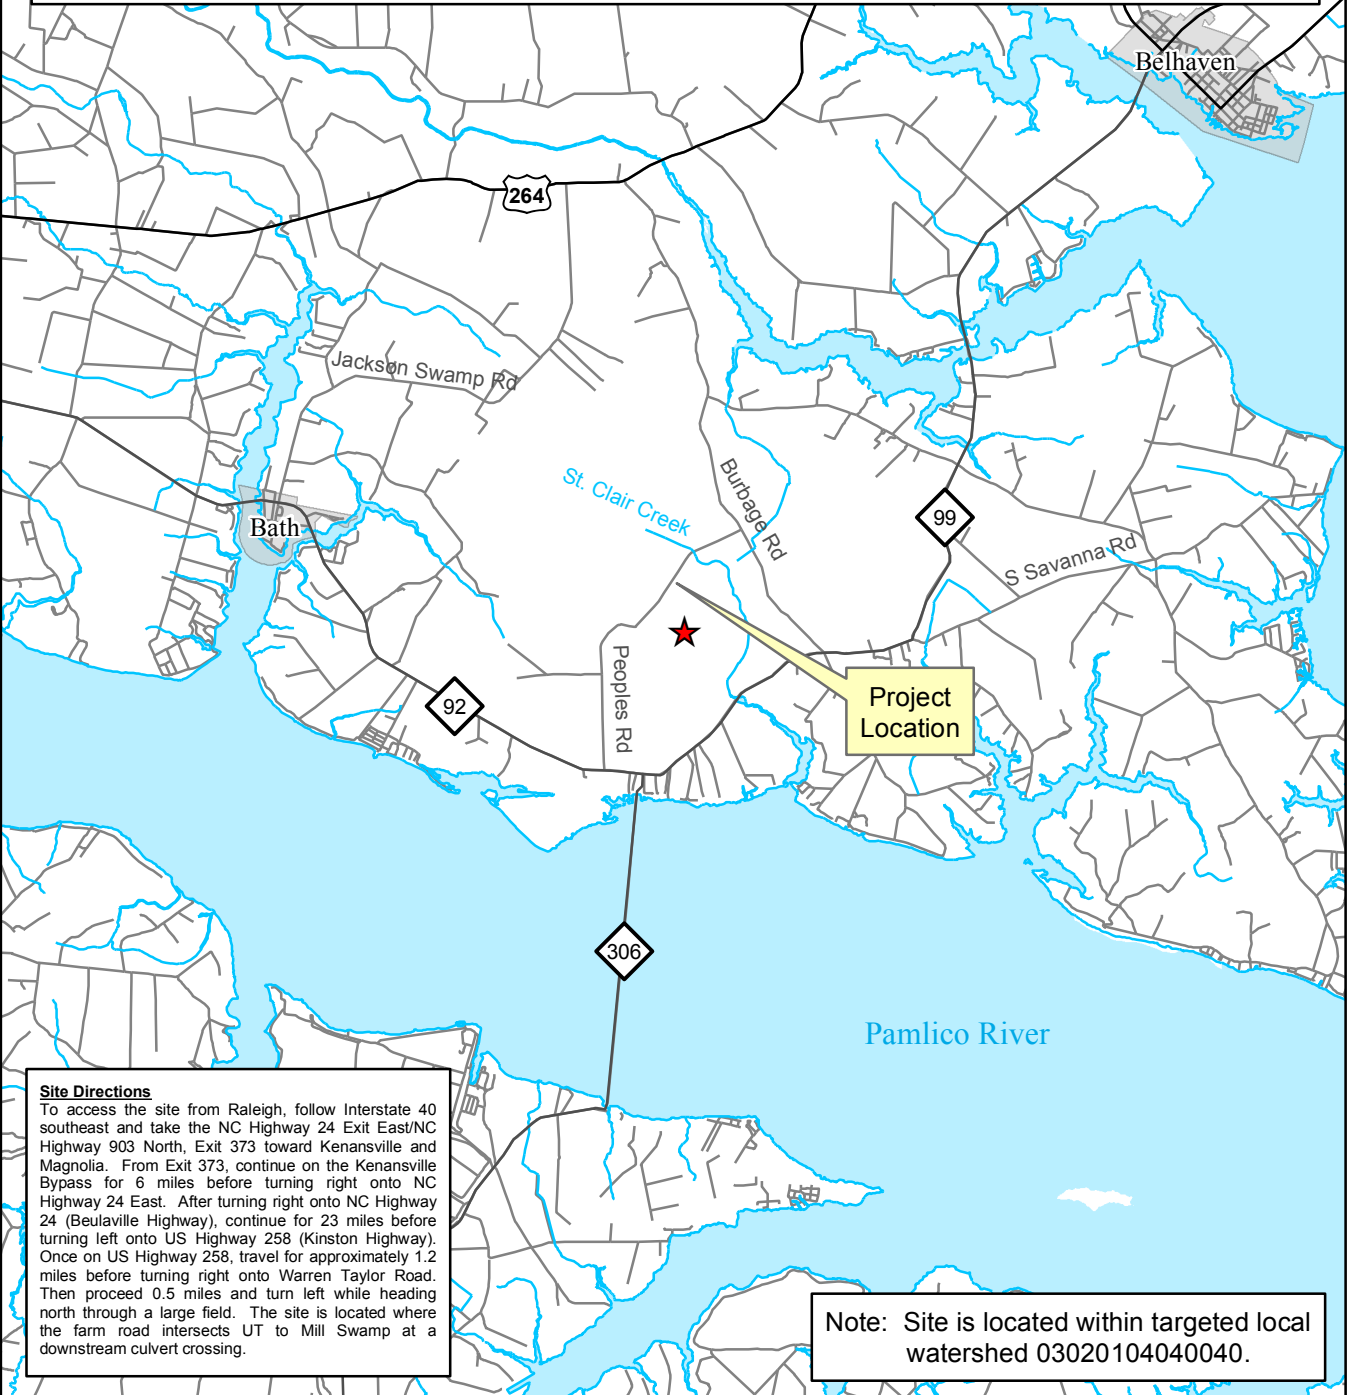 Belhaven
264
Jackson Swamp Rd
St. Clair Creek
Burbage Rd
99
Bath
S Savanna Rd
Peoples Rd
92
Project
Location
306
Pamlico River
Site Directions
To access the site from Raleigh, follow Interstate 40
southeast and take the NC Highway 24 Exit East/NC
Highway 903 North, Exit 373 toward Kenansville and
Magnolia. From Exit 373, continue on the Kenansville
Bypass for 6 miles before turning right onto NC
Highway 24 East. After turning right onto NC Highway
24 (Beulaville Highway), continue for 23 miles before
turning left onto US Highway 258 (Kinston Highway).
Once on US Highway 258, travel for approximately 1.2
miles before turning right onto Warren Taylor Road.
Then proceed 0.5 miles and turn left while heading
north through a large field. The site is located where
the farm road intersects UT to Mill Swamp at a
downstream culvert crossing.
Note: Site is located within targeted local
watershed 03020104040040.